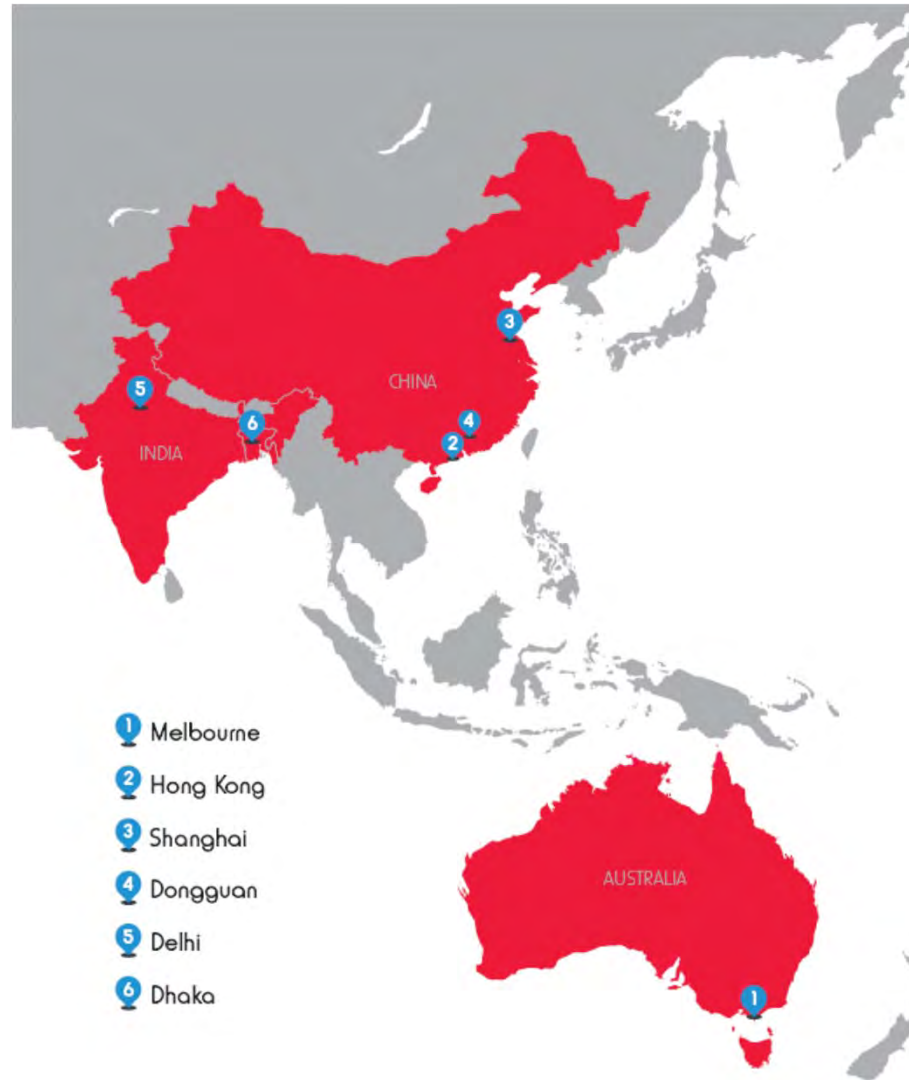 3
CHINA
5
4
6
2
INDIA
1 Melbourne
2 Hong Kong
3 Shanghai
4 Dongguan
AUSTRALIA
5 Delhi
6 Dhaka
1